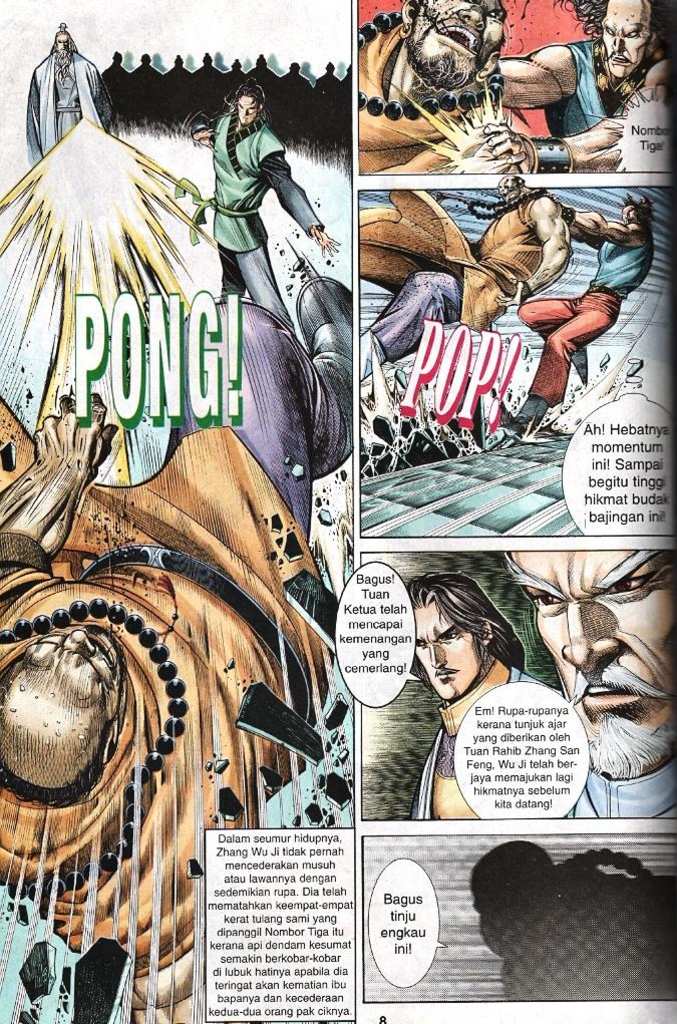 PONG!
Dalam seumur hidupnya,
Zhang Wu Ji tidak pernah
mencederakan musuh
atau lawannya dengan
sedemikian rupa. Dia telah
mematahkan keempat-empat
kerat tulang sami yang
dipanggil Nombor Tiga itu
kerana api dendam kesumat
semakin berkobar-kobar
di lubuk hatinya apabila dia
teringat akan kematian ibu
bapanya dan kecederaan
kedua-dua orang pak ciknya.
Nombor
Tiga!
POP!
Ah! Hebatnya
momentum
ini! Sampai
begitu tinggi
hikmat budak
bajingan ini!
Bagus!
Tuan
Ketua telah
mencapai
kemenangan
yang
cemerlang!
Em! Rupa-rupanya
kerana tunjuk ajar
yang diberikan oleh
Tuan Rahib Zhang San
Feng, Wu Ji telah ber-
jaya memajukan lagi
hikmatnya sebelum
kita datang!
Bagus
tinju
engkau
ini!
8